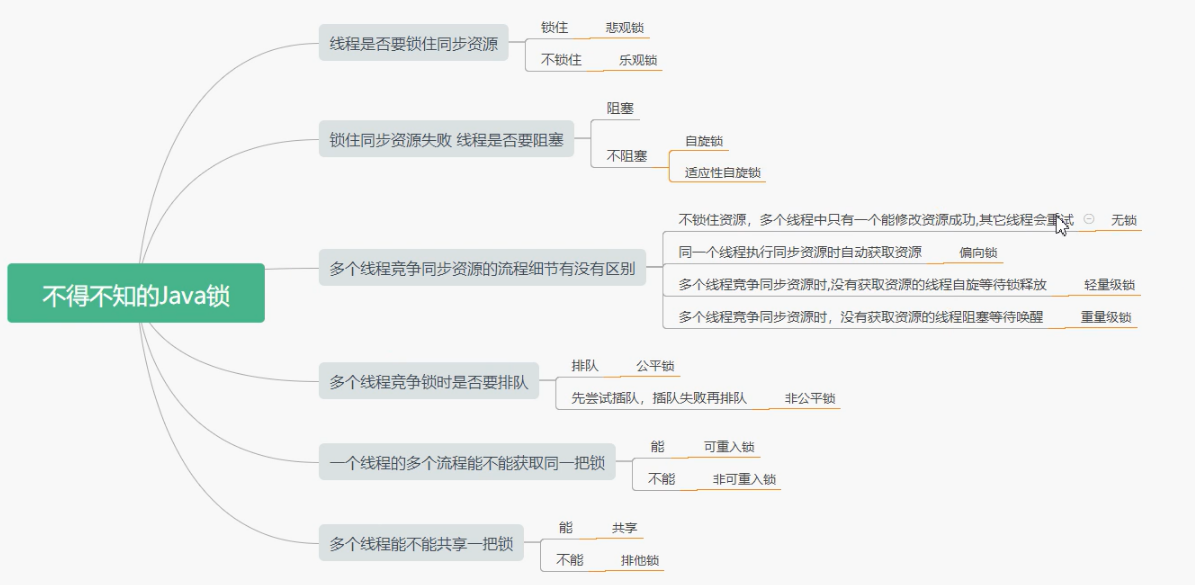 不得不知的Java锁
线程是否要锁住同步资源
锁住
悲观锁
不锁住
乐观锁
锁住同步资源失败 线程是否要阻塞
阻塞
不阻塞
自旋锁
适应性自旋锁
多个线程竞争同步资源的流程细节有没有区别
不锁住资源，多个线程中只有一个能修改资源成功,其它线程会重试
无锁
同一个线程执行同步资源时自动获取资源
偏向锁
多个线程竞争同步资源时,没有获取资源的线程自旋等待锁释放
轻量级锁
多个线程竞争同步资源时，没有获取资源的线程阻塞等待唤醒
重量级锁
多个线程竞争锁时是否要排队
排队
公平锁
先尝试插队，插队失败再排队
非公平锁
一个线程的多个流程能不能获取同一把锁
能
可重入锁
不能
非可重入锁
多个线程能不能共享一把锁
能
共享
不能
排他锁